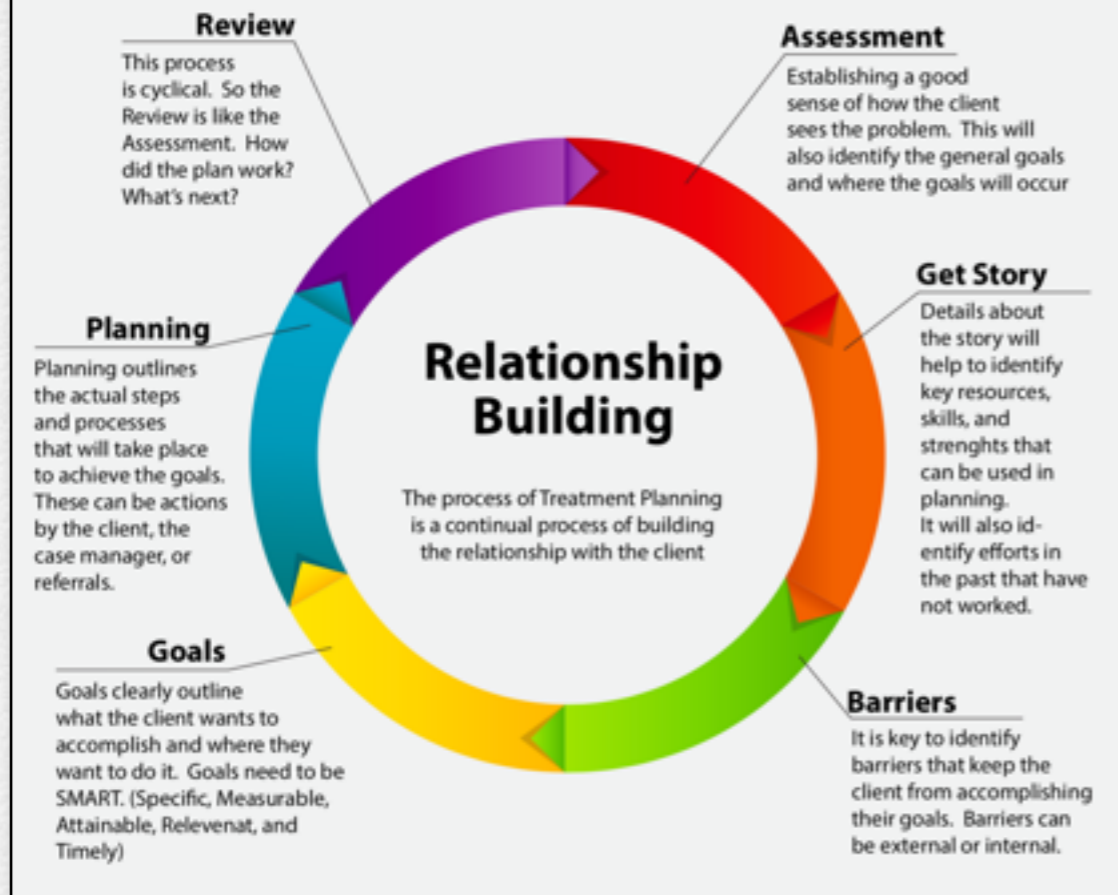 Review
This process
is cyclical. So the
Review is like the
Assessment. How
did the plan work?
What's next?
Assessment
Establishing a good
sense of how the client
sees the problem. This will
also identify the general goals
and where the goals will occur
Get Story
Details about
the story will
help to identify
key resources,
skills, and
strenghts that
can be used in
planning.
It will also id-
entify efforts in
the past that have
not worked.
Planning
Planning outlines
the actual steps
and processes
that will take place
to achieve the goals.
These can be actions
by the client, the
case manager, or
referrals.
Relationship
Building
The process of Treatment Planning
is a continual process of building
the relationship with the client
Goals
Goals clearly outline
what the client wants to
accomplish and where they
want to do it. Goals need to be
SMART. (Specific, Measurable,
Attainable, Relevenat, and
Timely)
Barriers
It is key to identify
barriers that keep the
client from accomplishing
their goals. Barriers can
be external or internal.